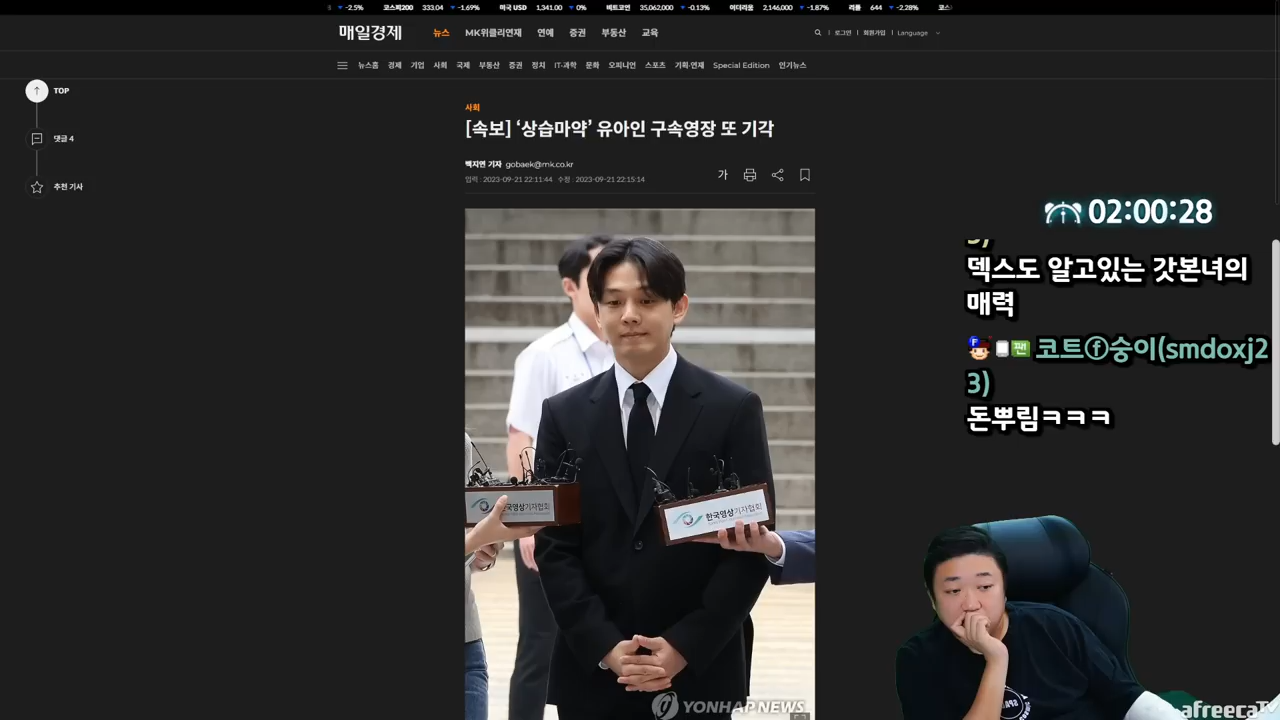 -2.5% 코스피200 333.04 -1.69% 미국 USD 1,341.00 0% 비트코인 35,062,000 -0.13% 이더리움 2,146,000 -1.87% 리플 644 -2.28% 코스
매일경제 뉴스 MK위클리연재 연예 증권 부동산 교육 로그인 회원가입 Language
뉴스홈 경제 기업 사회 국제 부동산 증권 정치 IT·과학 문화 오피니언 스포츠 기획·연재 Special Edition 인기뉴스
TOP
댓글 4
추천 기사
사회
[속보] ‘상습마약’ 유아인 구속영장 또 기각
백지연 기자 gobaek@mk.co.kr
입력 : 2023-09-21 22:11:44 수정 : 2023-09-21 22:15:14
가
한국영상기자협회
한국영상기자협회
YONHAPNEWS
02:00:28
3)
덱스도 알고있는 갓본녀의
매력
F 팬 코트ⓕ숭이(smdoxj2
3)
돈뿌림ㅋㅋㅋ
afreecaTV